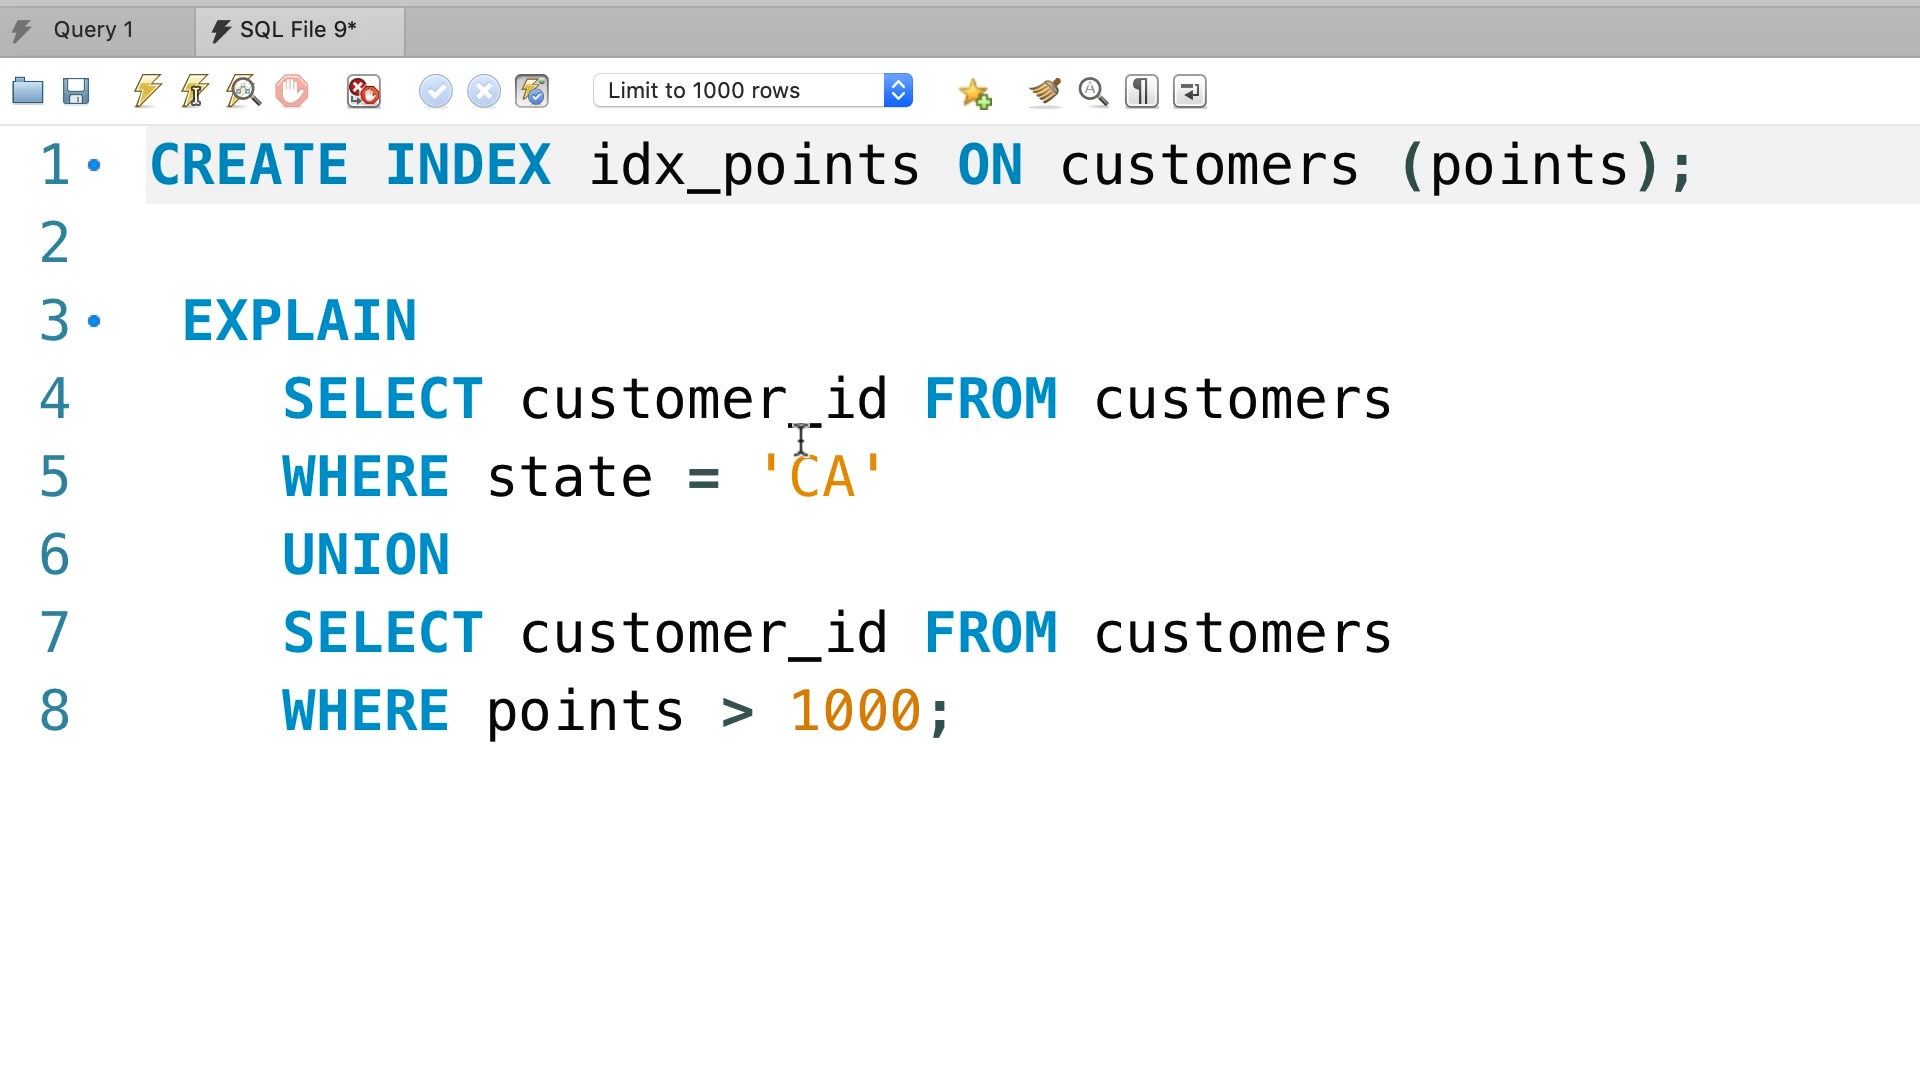 Query 1
SQL File 9*
Limit to 1000 rows
1 CREATE INDEX idx_points ON customers (points);
2
3 EXPLAIN
4 SELECT customer_id FROM customers
5 WHERE state = 'CA'
6 UNION
7 SELECT customer_id FROM customers
8 WHERE points > 1000;